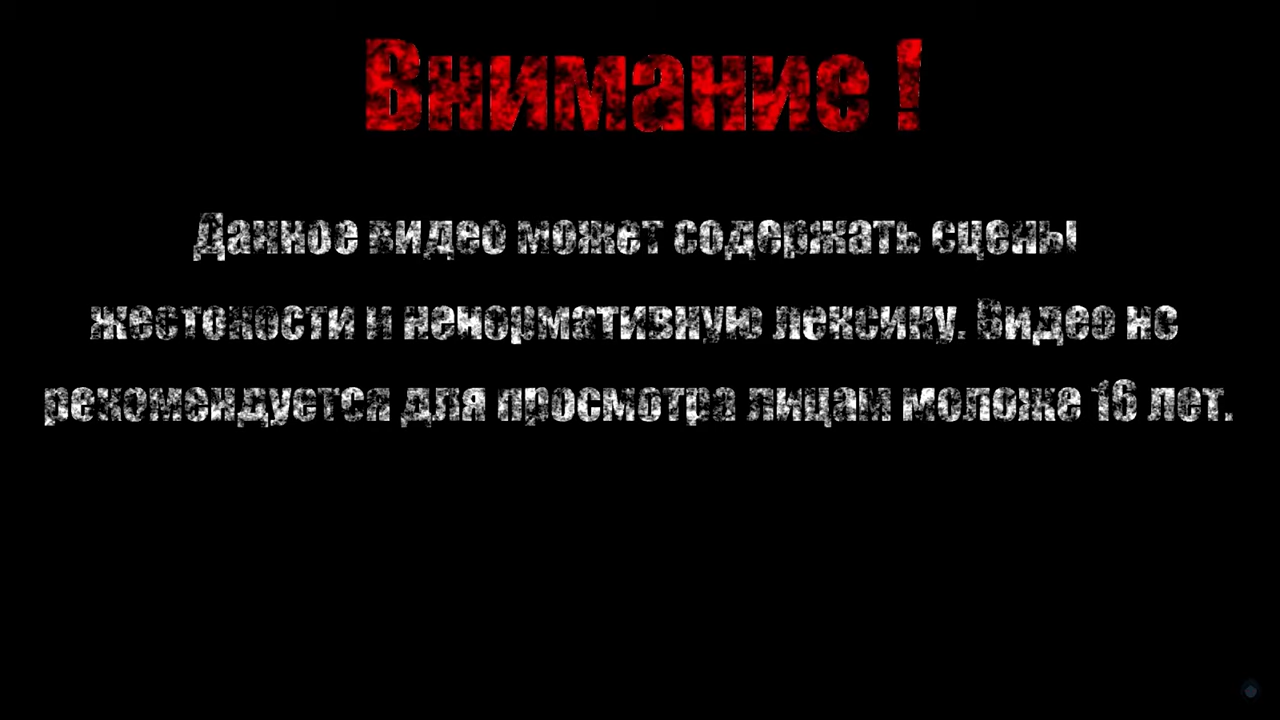 Внимание !
Данное видео может содержать сцены
жестокости и ненормативную лексику. Видео не
рекомендуется для просмотра лицам моложе 16 лет.